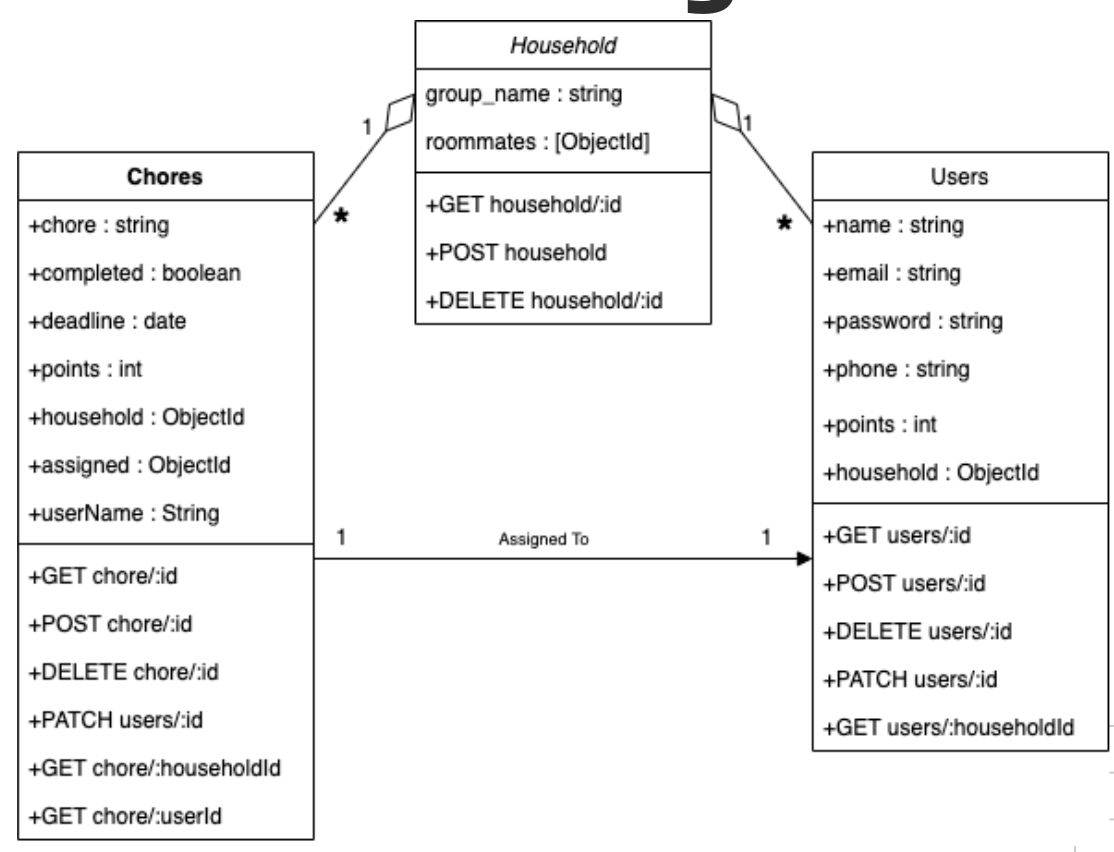 Household
group_name : string
roommates : [ObjectId]
+GET household/:id
+POST household
+DELETE household/:id
1
*
1
*
Chores
+chore : string
+completed : boolean
+deadline : date
+points : int
+household : ObjectId
+assigned : ObjectId
+userName : String
+GET chore/:id
+POST chore/:id
+DELETE chore/:id
+PATCH users/:id
+GET chore/:householdId
+GET chore/:userId
1
Assigned To
1
Users
+name : string
+email : string
+password : string
+phone : string
+points : int
+household : ObjectId
+GET users/:id
+POST users/:id
+DELETE users/:id
+PATCH users/:id
+GET users/:householdId